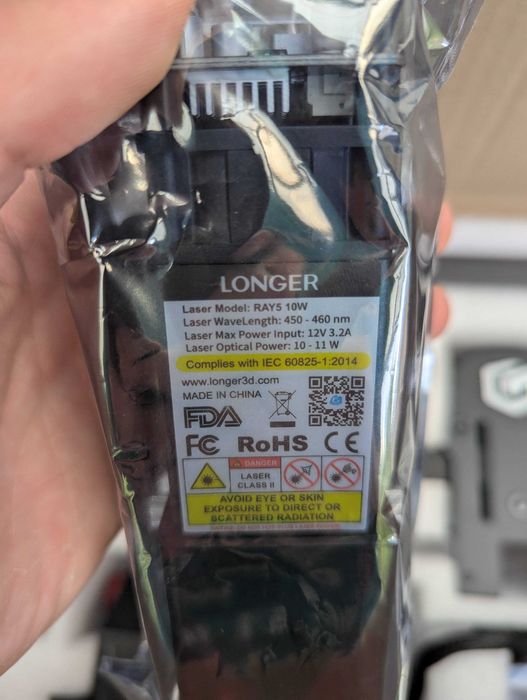 LONGER
Laser Model: RAY5 10W
Laser WaveLength: 450 - 460 nm
Laser Max Power Input: 12V 3.2A
Laser Optical Power: 10 - 11 W
Complies with IEC 60825-1:2014
www.longer3d.com
MADE IN CHINA
FDA
FC RoHS CE
DANGER
LASER
CLASS II
AVOID EYE OR SKIN
EXPOSURE TO DIRECT OR
SCATTERED RADIATION